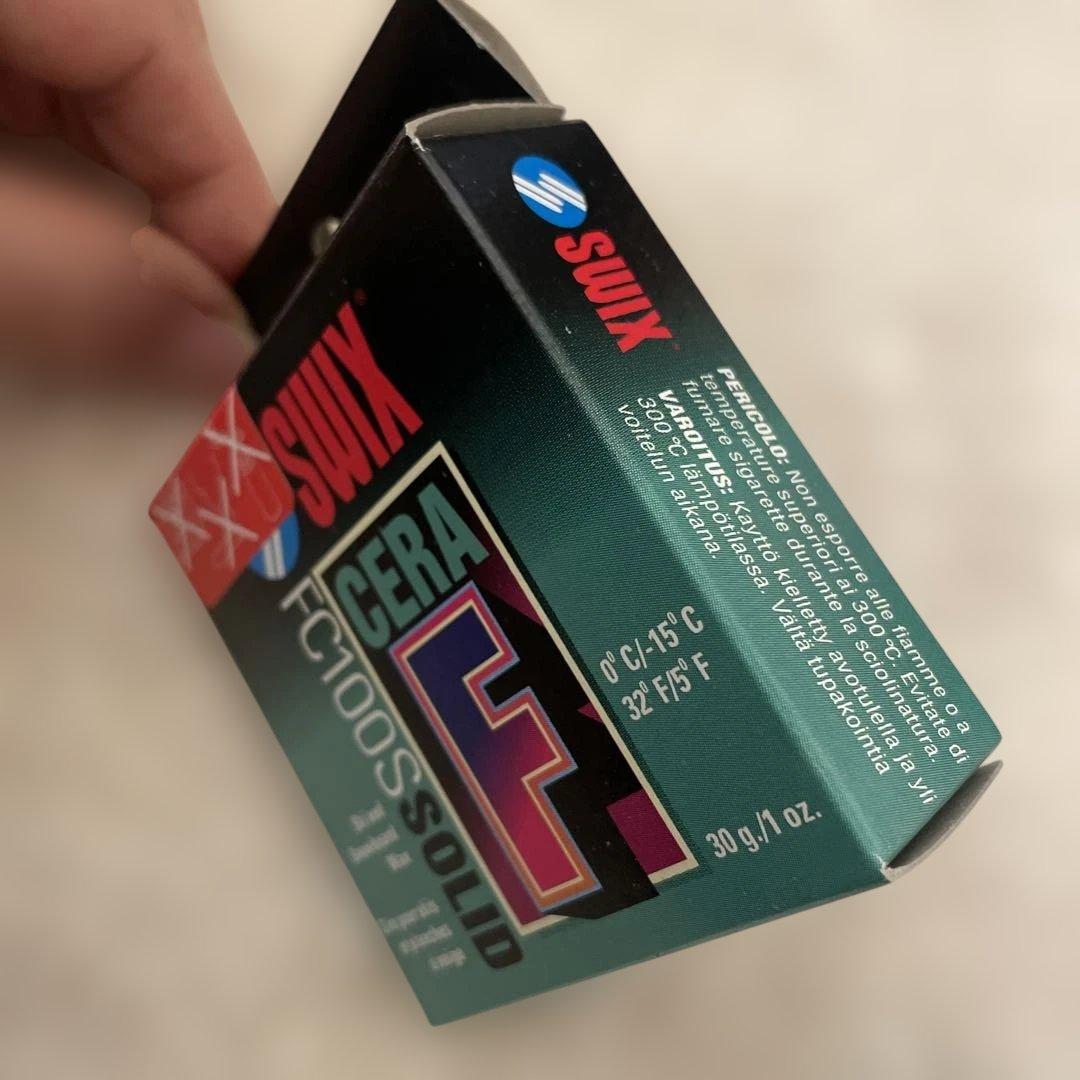 SWIX®
CERA
F
FC100S
SOLID
0° C/-15° C
32° F/5° F
30 g./1 oz.
SWIX
PERICOLO: Non esporre alle fiamme o a
temperature superiori ai 300 °C. Evitate di
fumare sigarette durante la sciolinatura.
VAROITUS: Käyttö kielletty avotulella ja yli
300 °C lämpötilassa. Vältä tupakointia
voitelun aikana.